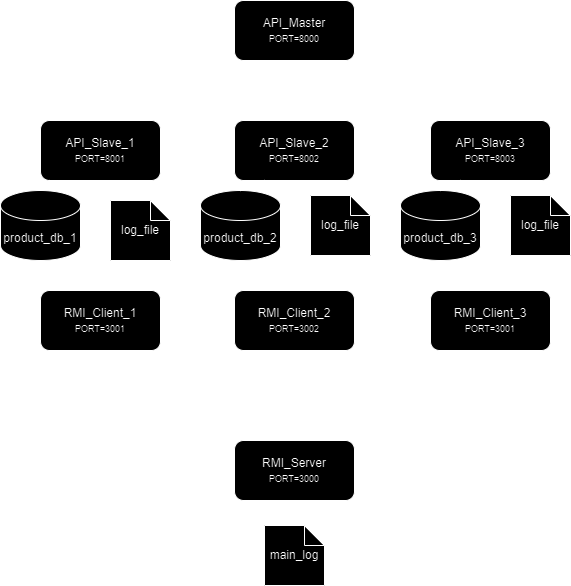 API_Master
PORT=8000
API_Slave_1
PORT=8001
API_Slave_2
PORT=8002
API_Slave_3
PORT=8003
product_db_1
log_file
product_db_2
log_file
product_db_3
log_file
RMI_Client_1
PORT=3001
RMI_Client_2
PORT=3002
RMI_Client_3
PORT=3001
RMI_Server
PORT=3000
main_log